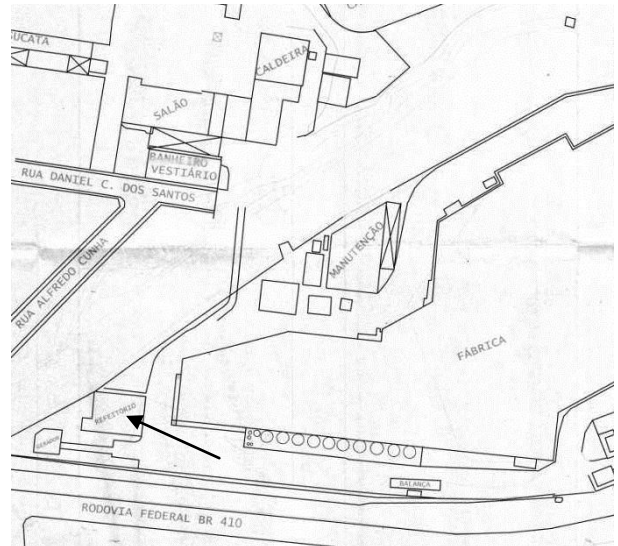 UCATA
CALDEIRA
SALÃO
BANHEIRO
VESTIÁRIO
RUA DANIEL C. DOS SANTOS
RUA ALFREDO CUNHA
MANUTENÇÃO
FÁBRICA
REFEITÓRIO
BALANÇA
RODOVIA FEDERAL BR 410